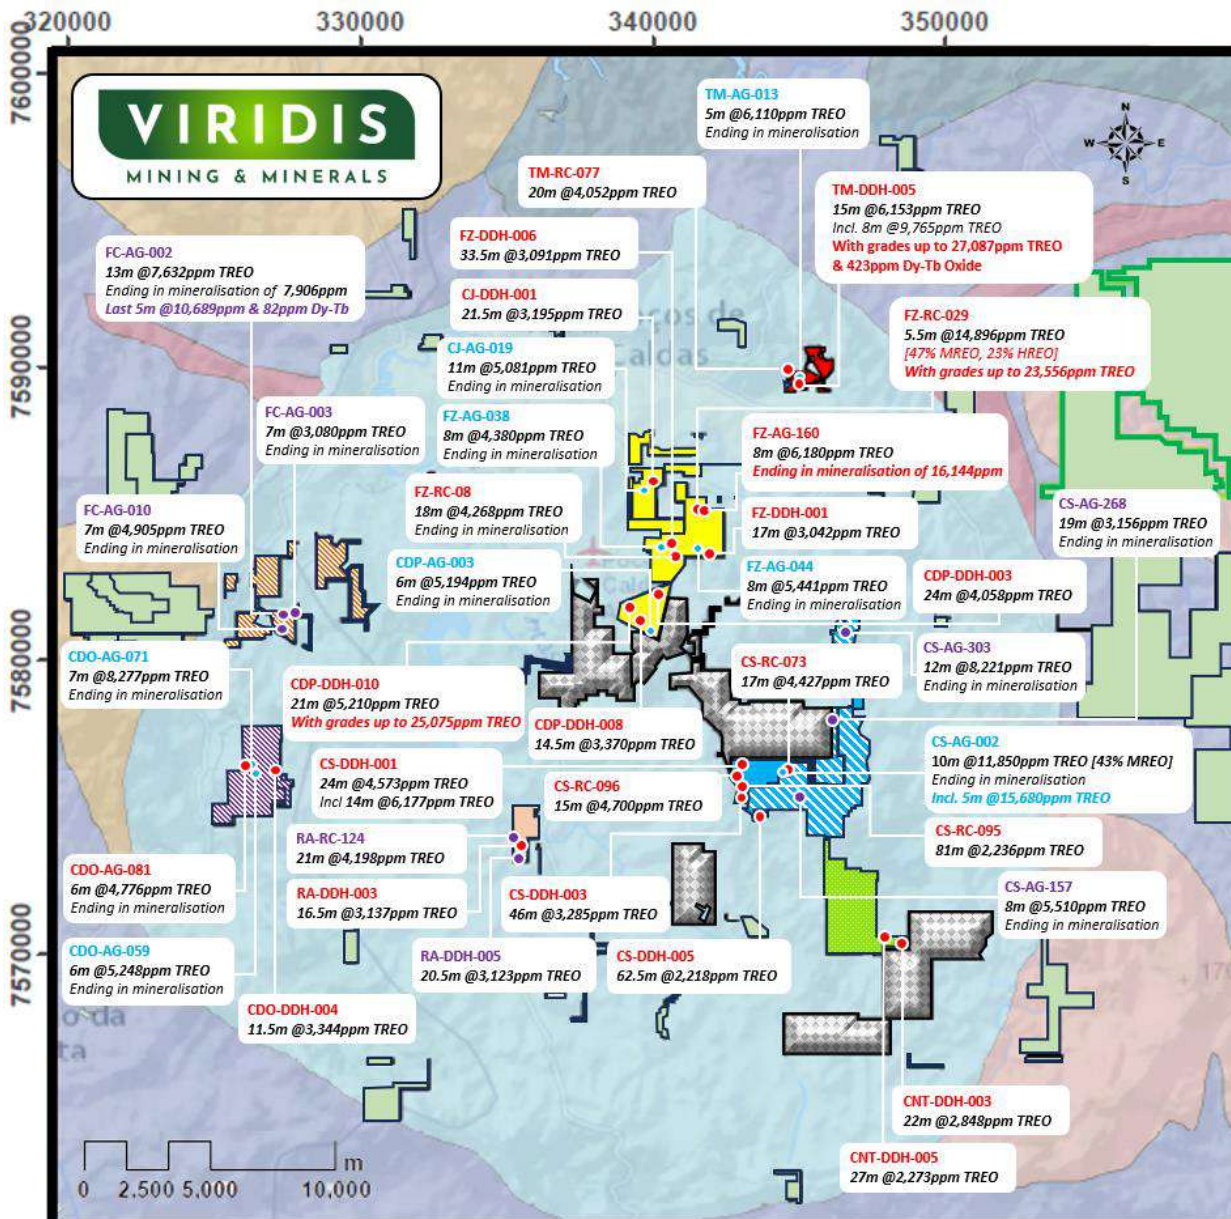 320000
330000
340000
350000
7600000
7590000
7580000
7570000
VIRIDIS
MINING & MINERALS
N
W
E
S
TM-AG-013
5m @6,110ppm TREO
Ending in mineralisation
TM-RC-077
20m @4,052ppm TREO
TM-DDH-005
15m @6,153ppm TREO
Incl. 8m @9,765ppm TREO
With grades up to 27,087ppm TREO
& 423ppm Dy-Tb Oxide
FZ-DDH-006
33.5m @3,091ppm TREO
FC-AG-002
13m @7,632ppm TREO
Ending in mineralisation of 7,906ppm
Last 5m @10,689ppm & 82ppm Dy-Tb
CJ-DDH-001
21.5m @3,195ppm TREO
FZ-RC-029
5.5m @14,896ppm TREO
[47% MREO, 23% HREO]
With grades up to 23,556ppm TREO
de
Caldas
CJ-AG-019
11m @5,081ppm TREO
Ending in mineralisation
FC-AG-003
7m @3,080ppm TREO
Ending in mineralisation
FZ-AG-038
8m @4,380ppm TREO
Ending in mineralisation
FZ-AG-160
8m @6,180ppm TREO
Ending in mineralisation of 16,144ppm
FZ-RC-08
18m @4,268ppm TREO
Ending in mineralisation
FC-AG-010
7m @4,905ppm TREO
Ending in mineralisation
FZ-DDH-001
17m @3,042ppm TREO
CS-AG-268
19m @3,156ppm TREO
Ending in mineralisation
CDP-AG-003
6m @5,194ppm TREO
Ending in mineralisation
FZ-AG-044
8m @5,441ppm TREO
Ending in mineralisation
CDP-DDH-003
24m @4,058ppm TREO
CDO-AG-071
7m @8,277ppm TREO
Ending in mineralisation
CDP-DDH-010
21m @5,210ppm TREO
With grades up to 25,075ppm TREO
CS-RC-073
17m @4,427ppm TREO
CS-AG-303
12m @8,221ppm TREO
Ending in mineralisation
CDP-DDH-008
14.5m @3,370ppm TREO
CS-AG-002
10m @11,850ppm TREO [43% MREO]
Ending in mineralisation
Incl. 5m @15,680ppm TREO
CS-DDH-001
24m @4,573ppm TREO
Incl 14m @6,177ppm TREO
CS-RC-096
15m @4,700ppm TREO
CS-RC-095
81m @2,236ppm TREO
RA-RC-124
21m @4,198ppm TREO
CDO-AG-081
6m @4,776ppm TREO
Ending in mineralisation
RA-DDH-003
16.5m @3,137ppm TREO
CS-DDH-003
46m @3,285ppm TREO
CS-AG-157
8m @5,510ppm TREO
Ending in mineralisation
CDO-AG-059
6m @5,248ppm TREO
Ending in mineralisation
RA-DDH-005
20.5m @3,123ppm TREO
CS-DDH-005
62.5m @2,218ppm TREO
CDO-DDH-004
11.5m @3,344ppm TREO
CNT-DDH-003
22m @2,848ppm TREO
CNT-DDH-005
27m @2,273ppm TREO
m
0 2,500 5,000 10,000